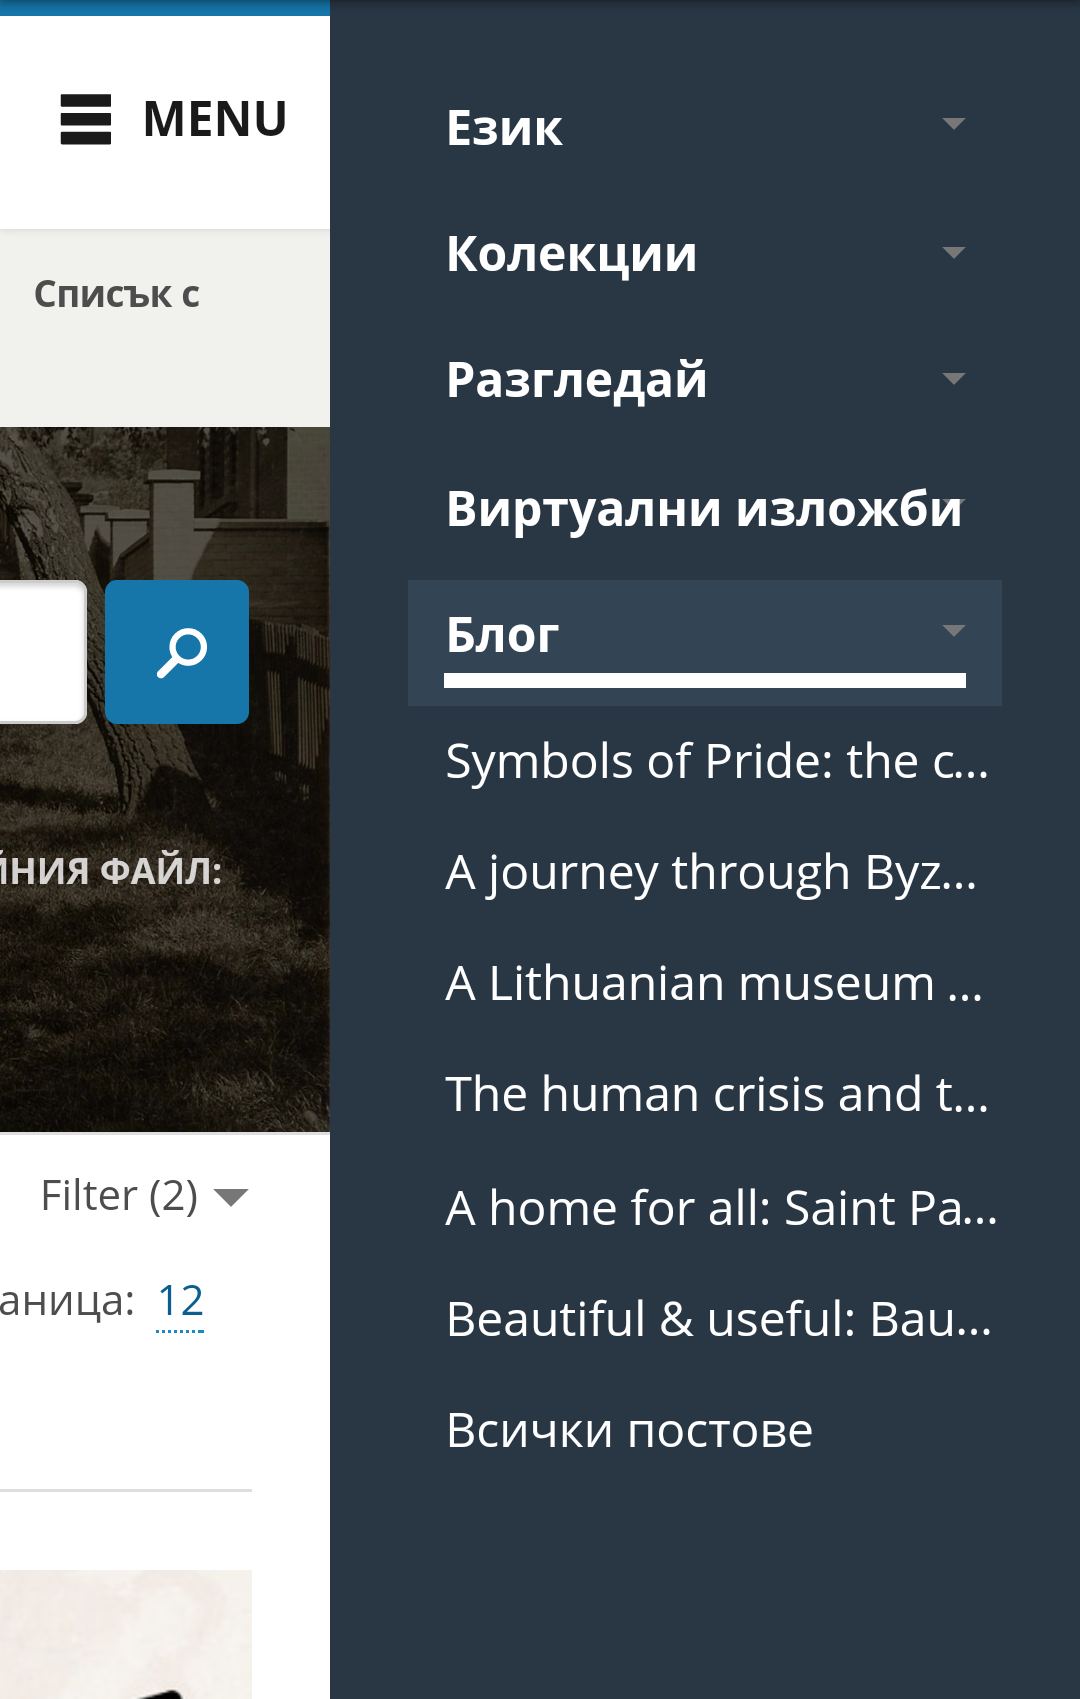 MENU
Списък с
ЙНИЯ ФАЙЛ:
Filter (2)
аница: 12
Език
Колекции
Разгледай
Виртуални изложби
Блог
Symbols of Pride: the c...
A journey through Byz...
A Lithuanian museum ...
The human crisis and t...
A home for all: Saint Pa...
Beautiful & useful: Bau...
Всички постове